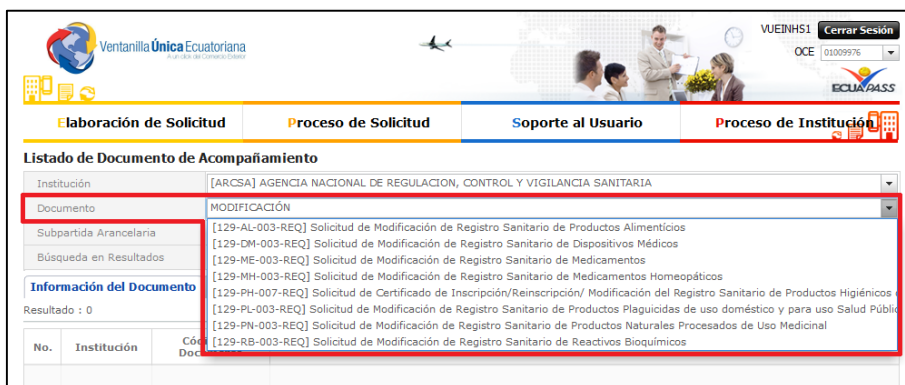 VUEINHS1 Cerrar Sesión
Ventanilla Única Ecuatoriana
A un click del Comercio Exterior
OCE 01009976
ECUAPASS
Elaboración de Solicitud Proceso de Solicitud Soporte al Usuario Proceso de Institución
Listado de Documento de Acompañamiento
Institución [ARCSA] AGENCIA NACIONAL DE REGULACION, CONTROL Y VIGILANCIA SANITARIA
Documento MODIFICACIÓN
[129-AL-003-REQ] Solicitud de Modificación de Registro Sanitario de Productos Alimentícios
Subpartida Arancelaria
[129-DM-003-REQ] Solicitud de Modificación de Registro Sanitario de Dispositivos Médicos
[129-ME-003-REQ] Solicitud de Modificación de Registro Sanitario de Medicamentos
Búsqueda en Resultados
[129-MH-003-REQ] Solicitud de Modificación de Registro Sanitario de Medicamentos Homeopáticos
Información del Documento
[129-PH-007-REQ] Solicitud de Certificado de Inscripción/Reinscripción/ Modificación del Registro Sanitario de Productos Higiénicos
Resultado : 0
[129-PL-003-REQ] Solicitud de Modificación de Registro Sanitario de Productos Plaguicidas de uso doméstico y para uso Salud Públic
[129-PN-003-REQ] Solicitud de Modificación de Registro Sanitario de Productos Naturales Procesados de Uso Medicinal
[129-RB-003-REQ] Solicitud de Modificación de Registro Sanitario de Reactivos Bioquímicos
No. Institución